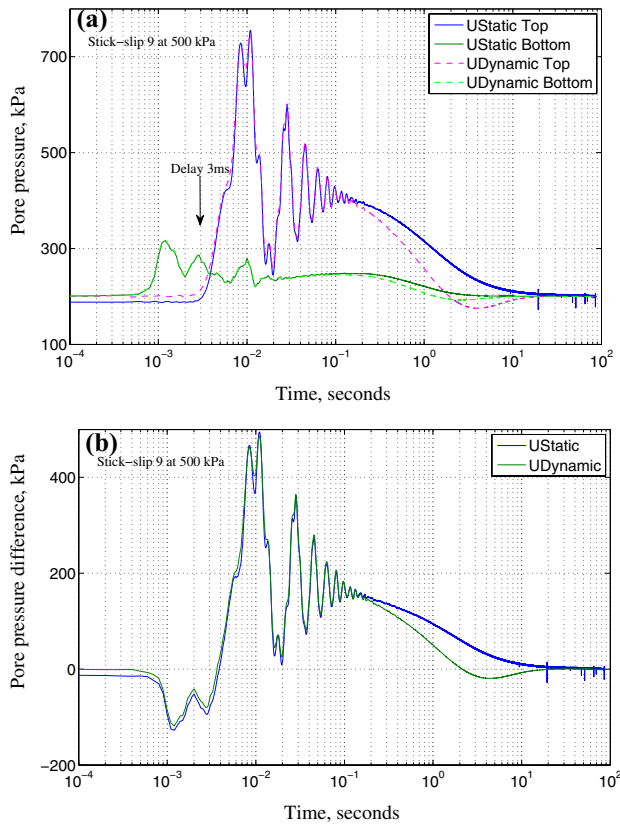 (a)
Stick–slip 9 at 500 kPa
UStatic Top
UStatic Bottom
UDynamic Top
UDynamic Bottom
Delay 3ms
Pore pressure, kPa
700
500
300
100
10⁻⁴ 10⁻³ 10⁻² 10⁻¹ 10⁰ 10¹ 10²
Time, seconds
(b)
Stick–slip 9 at 500 kPa
UStatic
UDynamic
Pore pressure difference, kPa
400
200
0
−200
10⁻⁴ 10⁻³ 10⁻² 10⁻¹ 10⁰ 10¹ 10²
Time, seconds